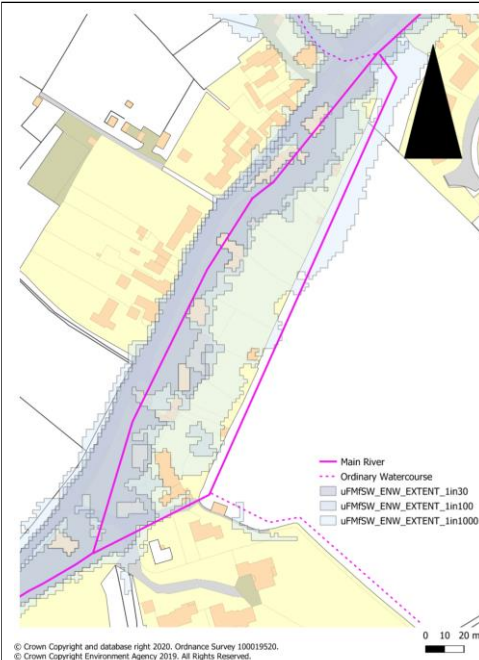 Main River
Ordinary Watercourse
uFMfSW_ENW_EXTENT_1in30
uFMfSW_ENW_EXTENT_1in100
uFMfSW_ENW_EXTENT_1in1000
© Crown Copyright and database right 2020. Ordnance Survey 100019520.
© Crown Copyright Environment Agency 2019. All Rights Reserved.
0 10 20 m